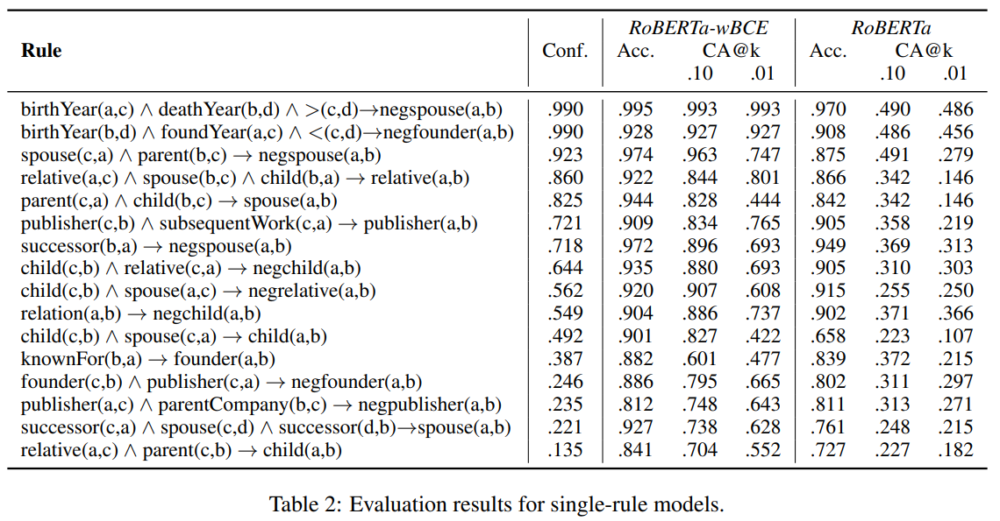 RoBERTa-wBCE RoBERTa
Rule Conf. Acc. CA@k Acc. CA@k
.10 .01 .10 .01
birthYear(a,c) ∧ deathYear(b,d) ∧ >(c,d)→negspouse(a,b) .990 .995 .993 .993 .970 .490 .486
birthYear(b,d) ∧ foundYear(a,c) ∧ <(c,d)→negfounder(a,b) .990 .928 .927 .927 .908 .486 .456
spouse(c,a) ∧ parent(b,c) → negspouse(a,b) .923 .974 .963 .747 .875 .491 .279
relative(a,c) ∧ spouse(b,c) ∧ child(b,a) → relative(a,b) .860 .922 .844 .801 .866 .342 .146
parent(c,a) ∧ child(b,c) → spouse(a,b) .825 .944 .828 .444 .842 .342 .146
publisher(c,b) ∧ subsequentWork(c,a) → publisher(a,b) .721 .909 .834 .765 .905 .358 .219
successor(b,a) → negspouse(a,b) .718 .972 .896 .693 .949 .369 .313
child(c,b) ∧ relative(c,a) → negchild(a,b) .644 .935 .880 .693 .905 .310 .303
child(c,b) ∧ spouse(a,c) → negrelative(a,b) .562 .920 .907 .608 .915 .255 .250
relation(a,b) → negchild(a,b) .549 .904 .886 .737 .902 .371 .366
child(c,b) ∧ spouse(c,a) → child(a,b) .492 .901 .827 .422 .658 .223 .107
knownFor(b,a) → founder(a,b) .387 .882 .601 .477 .839 .372 .215
founder(c,b) ∧ publisher(c,a) → negfounder(a,b) .246 .886 .795 .665 .802 .311 .297
publisher(a,c) ∧ parentCompany(b,c) → negpublisher(a,b) .235 .812 .748 .643 .811 .313 .271
successor(c,a) ∧ spouse(c,d) ∧ successor(d,b)→spouse(a,b) .221 .927 .738 .628 .761 .248 .215
relative(a,c) ∧ parent(c,b) → child(a,b) .135 .841 .704 .552 .727 .227 .182
Table 2: Evaluation results for single-rule models.